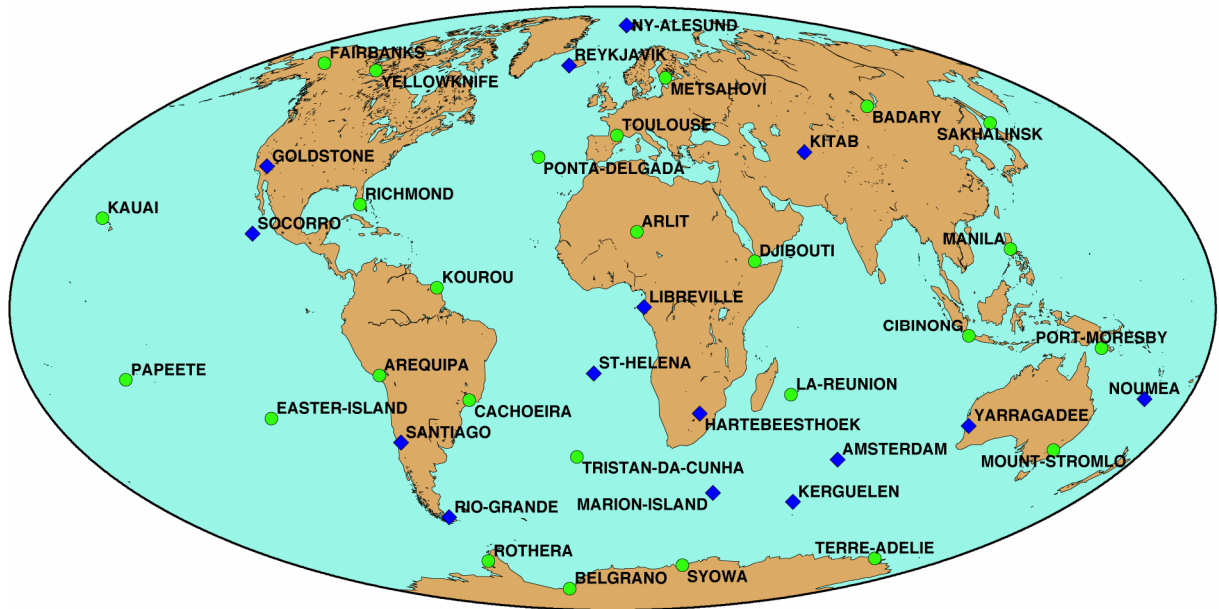 NY-ALESUND
FAIRBANKS
REYKJAVIK
YELLOWKNIFE
METSAHOVI
BADARY
TOULOUSE
SAKHALINSK
KITAB
GOLDSTONE
PONTA-DELGADA
RICHMOND
KAUAI
SOCORRO
ARLIT
MANILA
DJIBOUTI
KOUROU
LIBREVILLE
CIBINONG
PORT-MORESBY
AREQUIPA
ST-HELENA
PAPEETE
LA-REUNION
NOUMEA
EASTER-ISLAND
CACHOEIRA
HARTEBEESTHOEK
YARRAGADEE
SANTIAGO
AMSTERDAM
MOUNT-STROMLO
TRISTAN-DA-CUNHA
KERGUELEN
MARION-ISLAND
RIO-GRANDE
TERRE-ADELIE
ROTHERA
BELGRANO
SYOWA